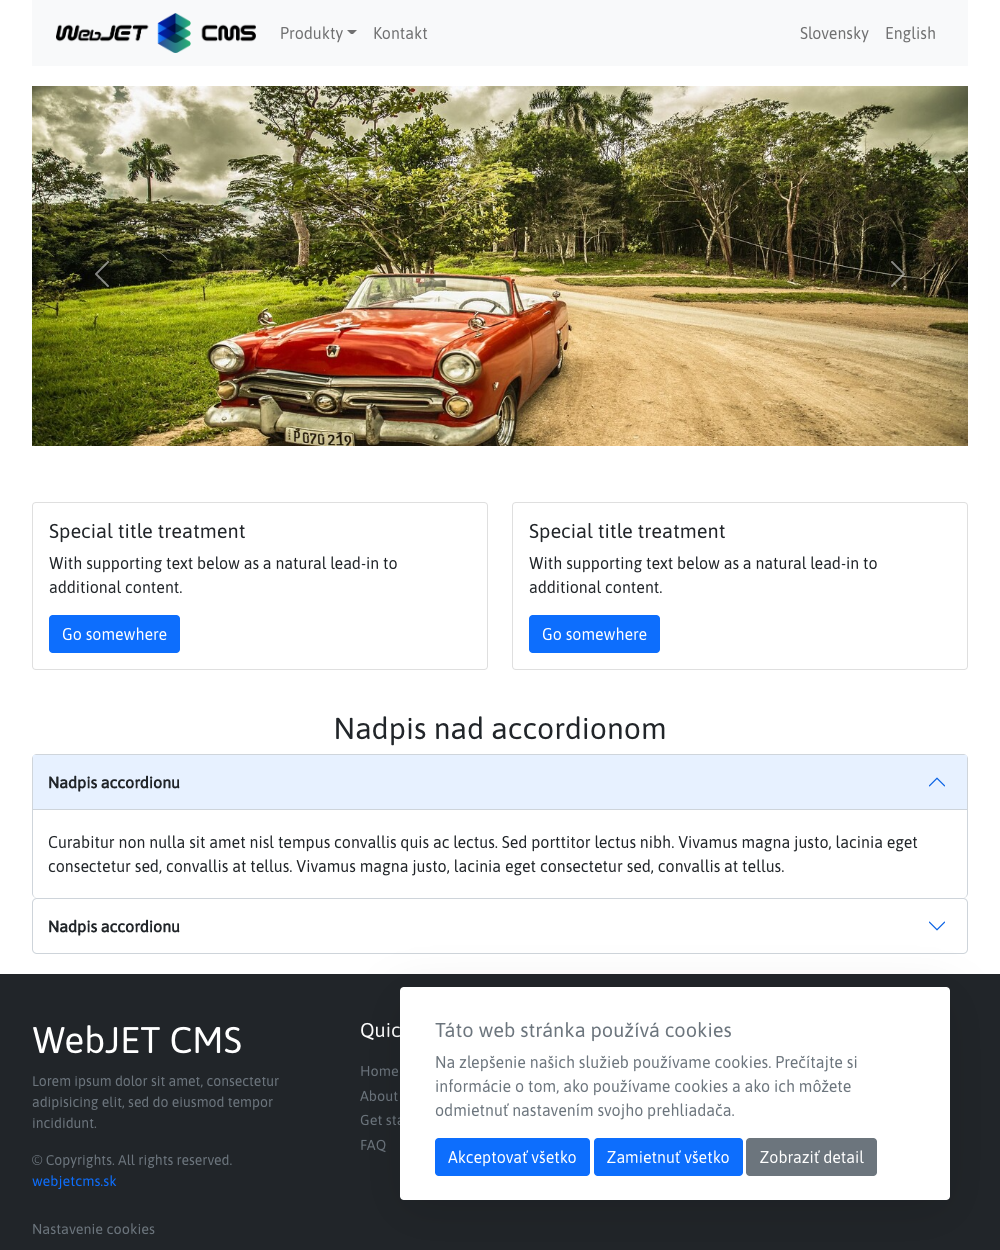 WebJET CMS
Produkty
Kontakt
Slovensky
English
P 070 219
Special title treatment
With supporting text below as a natural lead-in to
additional content.
Go somewhere
Special title treatment
With supporting text below as a natural lead-in to
additional content.
Go somewhere
Nadpis nad accordionom
Nadpis accordionu
Curabitur non nulla sit amet nisl tempus convallis quis ac lectus. Sed porttitor lectus nibh. Vivamus magna justo, lacinia eget
consectetur sed, convallis at tellus. Vivamus magna justo, lacinia eget consectetur sed, convallis at tellus.
Nadpis accordionu
WebJET CMS
Lorem ipsum dolor sit amet, consectetur
adipisicing elit, sed do eiusmod tempor
incididunt.
© Copyrights. All rights reserved.
webjetcms.sk
Nastavenie cookies
Quic
Home
About
Get sta
FAQ
Táto web stránka používá cookies
Na zlepšenie našich služieb používame cookies. Prečítajte si
informácie o tom, ako používame cookies a ako ich môžete
odmietnuť nastavením svojho prehliadača.
Akceptovať všetko
Zamietnuť všetko
Zobraziť detail